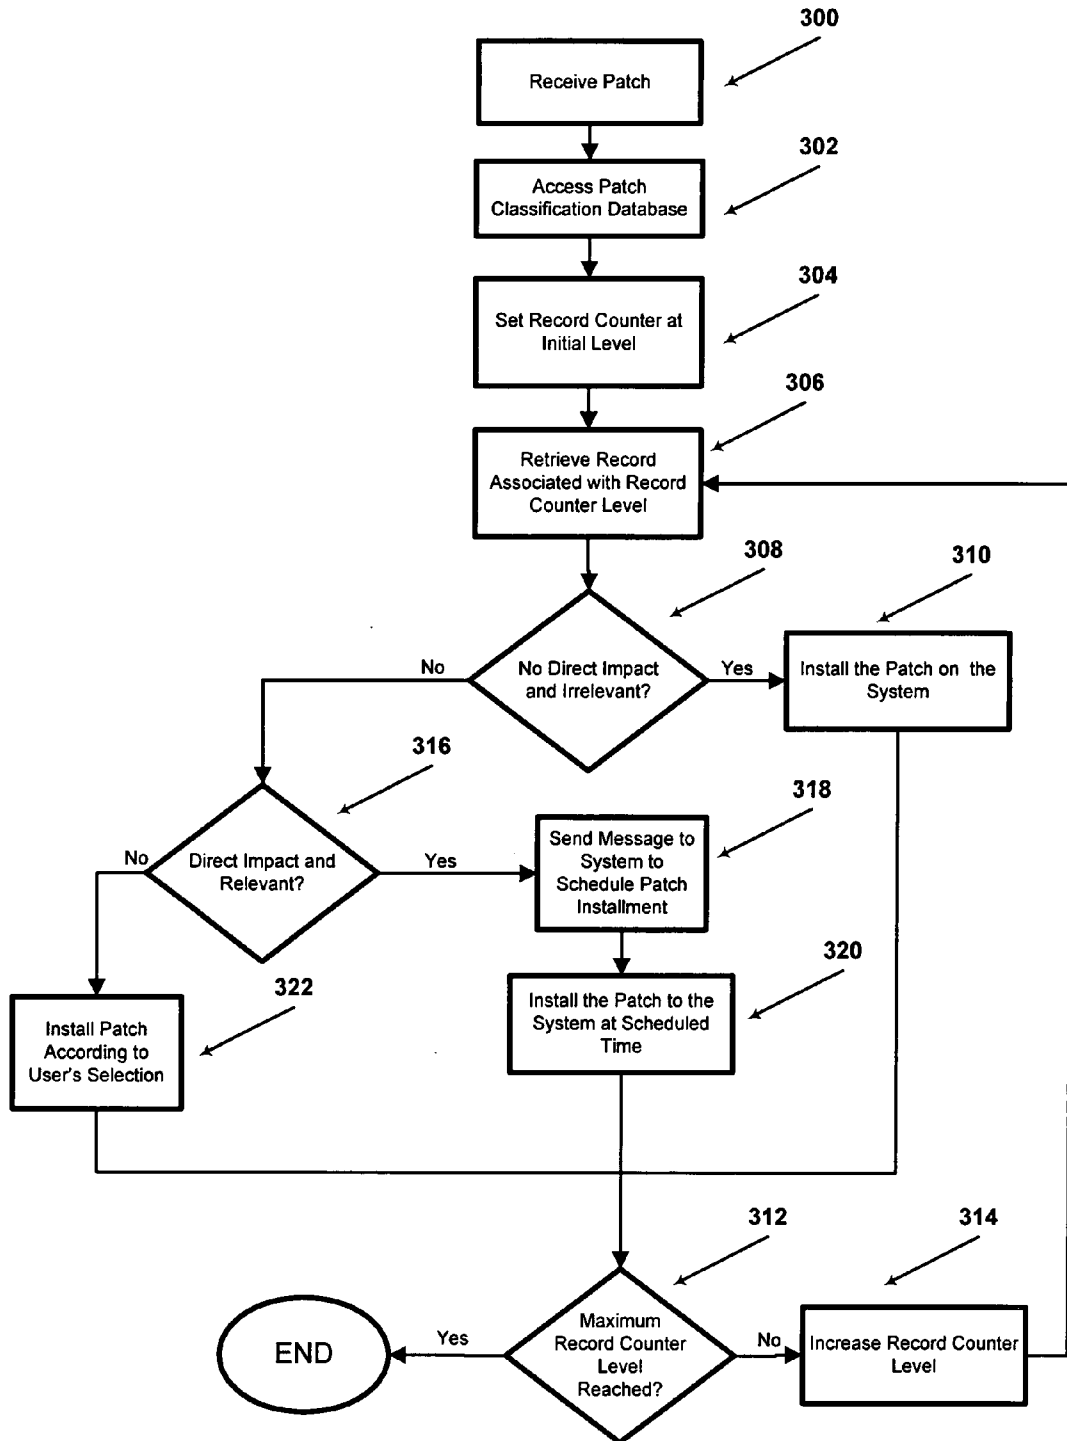 300
Receive Patch
302
Access Patch
Classification Database
304
Set Record Counter at
Initial Level
306
Retrieve Record
Associated with Record
Counter Level
308
310
No Direct Impact
and Irrelevant?
No
Yes
Install the Patch on the
System
316
318
Direct Impact and
Relevant?
No
Yes
Send Message to
System to
Schedule Patch
Installment
320
322
Install the Patch to the
System at Scheduled
Time
Install Patch
According to
User's Selection
312
314
END
Yes
Maximum
Record Counter
Level
Reached?
No
Increase Record Counter
Level